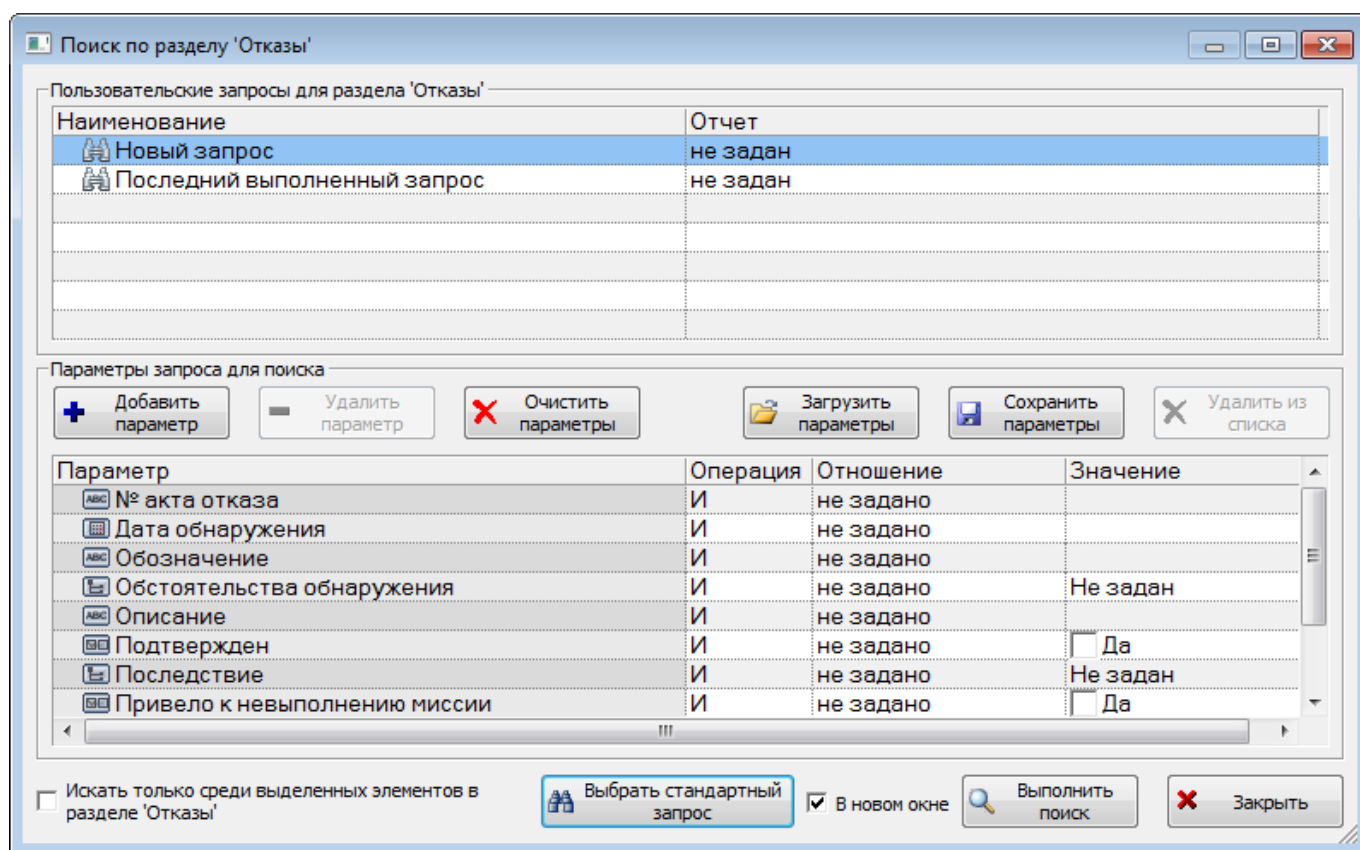 Поиск по разделу 'Отказы'
Пользовательские запросы для раздела 'Отказы'
Наименование Отчет
Новый запрос не задан
Последний выполненный запрос не задан
Параметры запроса для поиска
Добавить параметр
Удалить параметр
Очистить параметры
Загрузить параметры
Сохранить параметры
Удалить из списка
Параметр Операция Отношение Значение
ABC № акта отказа И не задано
Дата обнаружения И не задано
ABC Обозначение И не задано
Обстоятельства обнаружения И не задано Не задан
ABC Описание И не задано
Подтвержден И не задано Да
Последствие И не задано Не задан
Привело к невыполнению миссии И не задано Да
Искать только среди выделенных элементов в
разделе 'Отказы'
Выбрать стандартный
запрос
В новом окне
Выполнить
поиск
Закрыть